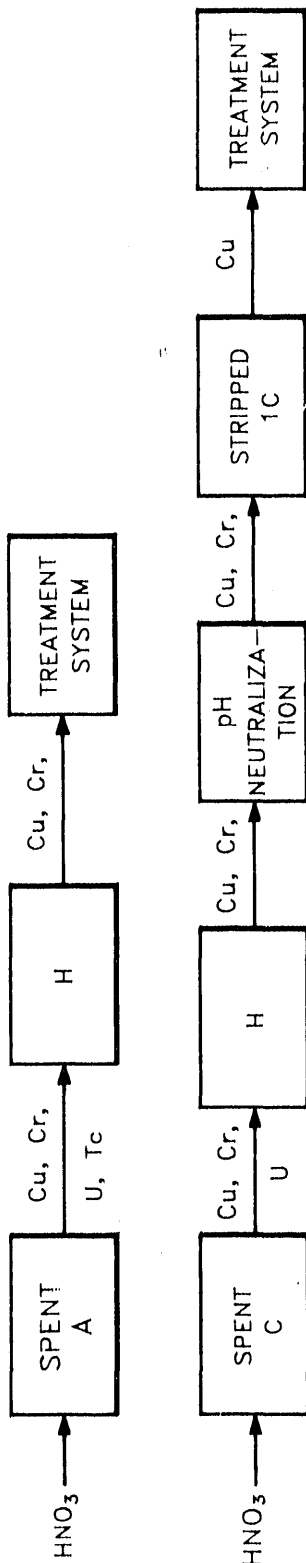 HNO3
SPENT
A
Cu, Cr,
U, Tc
H
Cu, Cr,
TREATMENT
SYSTEM
HNO3
SPENT
C
Cu, Cr,
U
H
Cu, Cr,
pH
NEUTRALIZA-
TION
Cu, Cr,
STRIPPED
1C
Cu
TREATMENT
SYSTEM